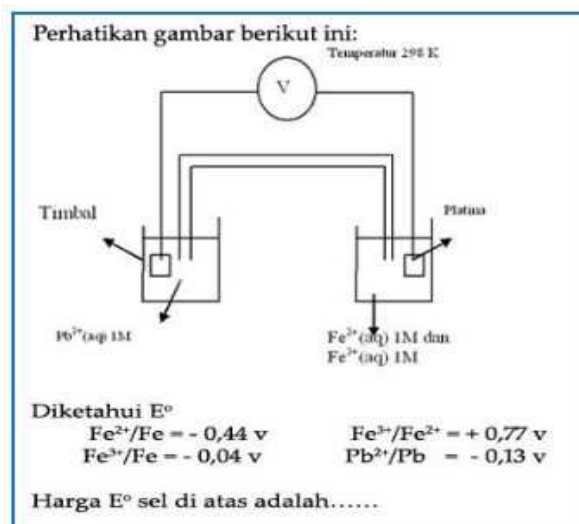 Perhatikan gambar berikut ini:
Temperatur 298 K
V
Timbal
Platina
Pb²⁺(aq) 1M
Fe²⁺(aq) 1M dan
Fe³⁺(aq) 1M
Diketahui E°
Fe²⁺/Fe = - 0,44 v
Fe³⁺/Fe²⁺ = + 0,77 v
Fe³⁺/Fe = - 0,04 v
Pb²⁺/Pb = - 0,13 v
Harga E° sel di atas adalah......